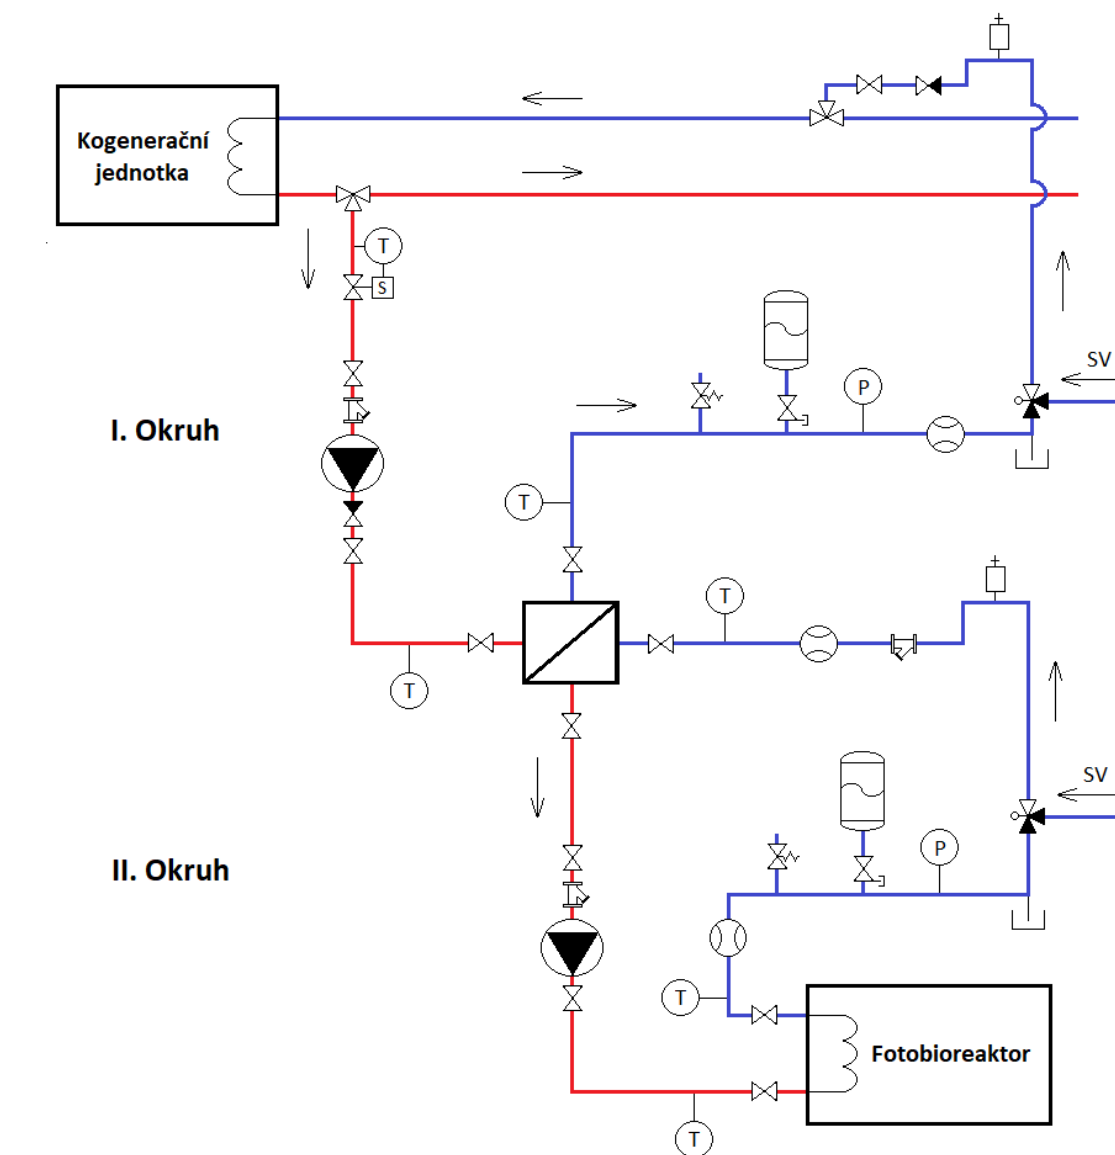 Kogenerační
jednotka
T
S
P
SV
I. Okruh
T
T
T
SV
P
II. Okruh
T
Fotobioreaktor
T